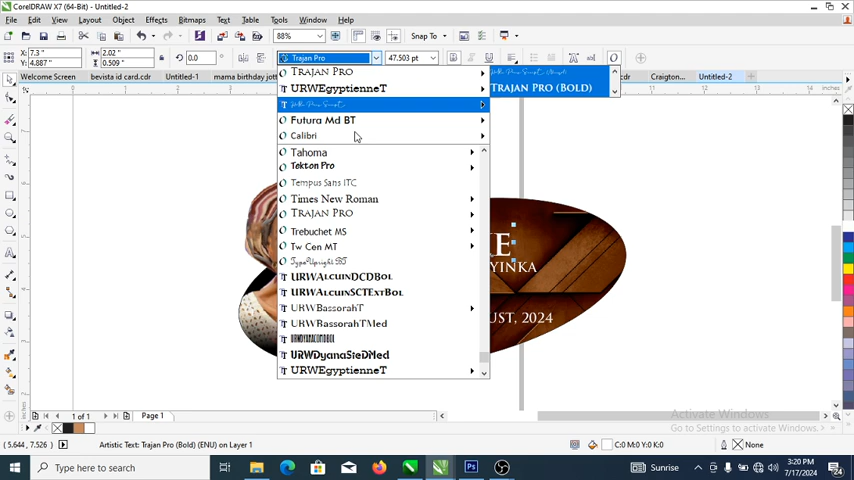 CorelDRAW X7 (64-Bit) - Untitled-2
File Edit View Layout Object Effects Bitmaps Text Table Tools Window Help
88% Snap To
X: 7.3 " 2.02 "
Y: 4.887 " 0.509 " 0.0 Trajan Pro 47.503 pt
Welcome Screen bevista id card.cdr Untitled-1 mama birthday jott Craigton... Untitled-2
TRAJAN PRO
URWEgyptienneT
TRAJAN PRO (BOLD)
Futura Md BT
Calibri
Tahoma
Tekton Pro
Tempus Sans ITC
Times New Roman
TRAJAN PRO
Trebuchet MS
Tw Cen MT
TypeUpright BT
URWAlcuinDCDBol
URWAlcuinSCTExtBol
URWBassorahT
URWBassorahTMed
URWDyanaSteDMed
URWEgyptienneT
YINKA
UST, 2024
1 of 1 Page 1
Activate Windows
Go to Settings to activate Windows.
( 5.644 , 7.526 ) Artistic Text: Trajan Pro (Bold) (ENU) on Layer 1 C:0 M:0 Y:0 K:0 None
Type here to search Sunrise 3:20 PM
7/17/2024 24